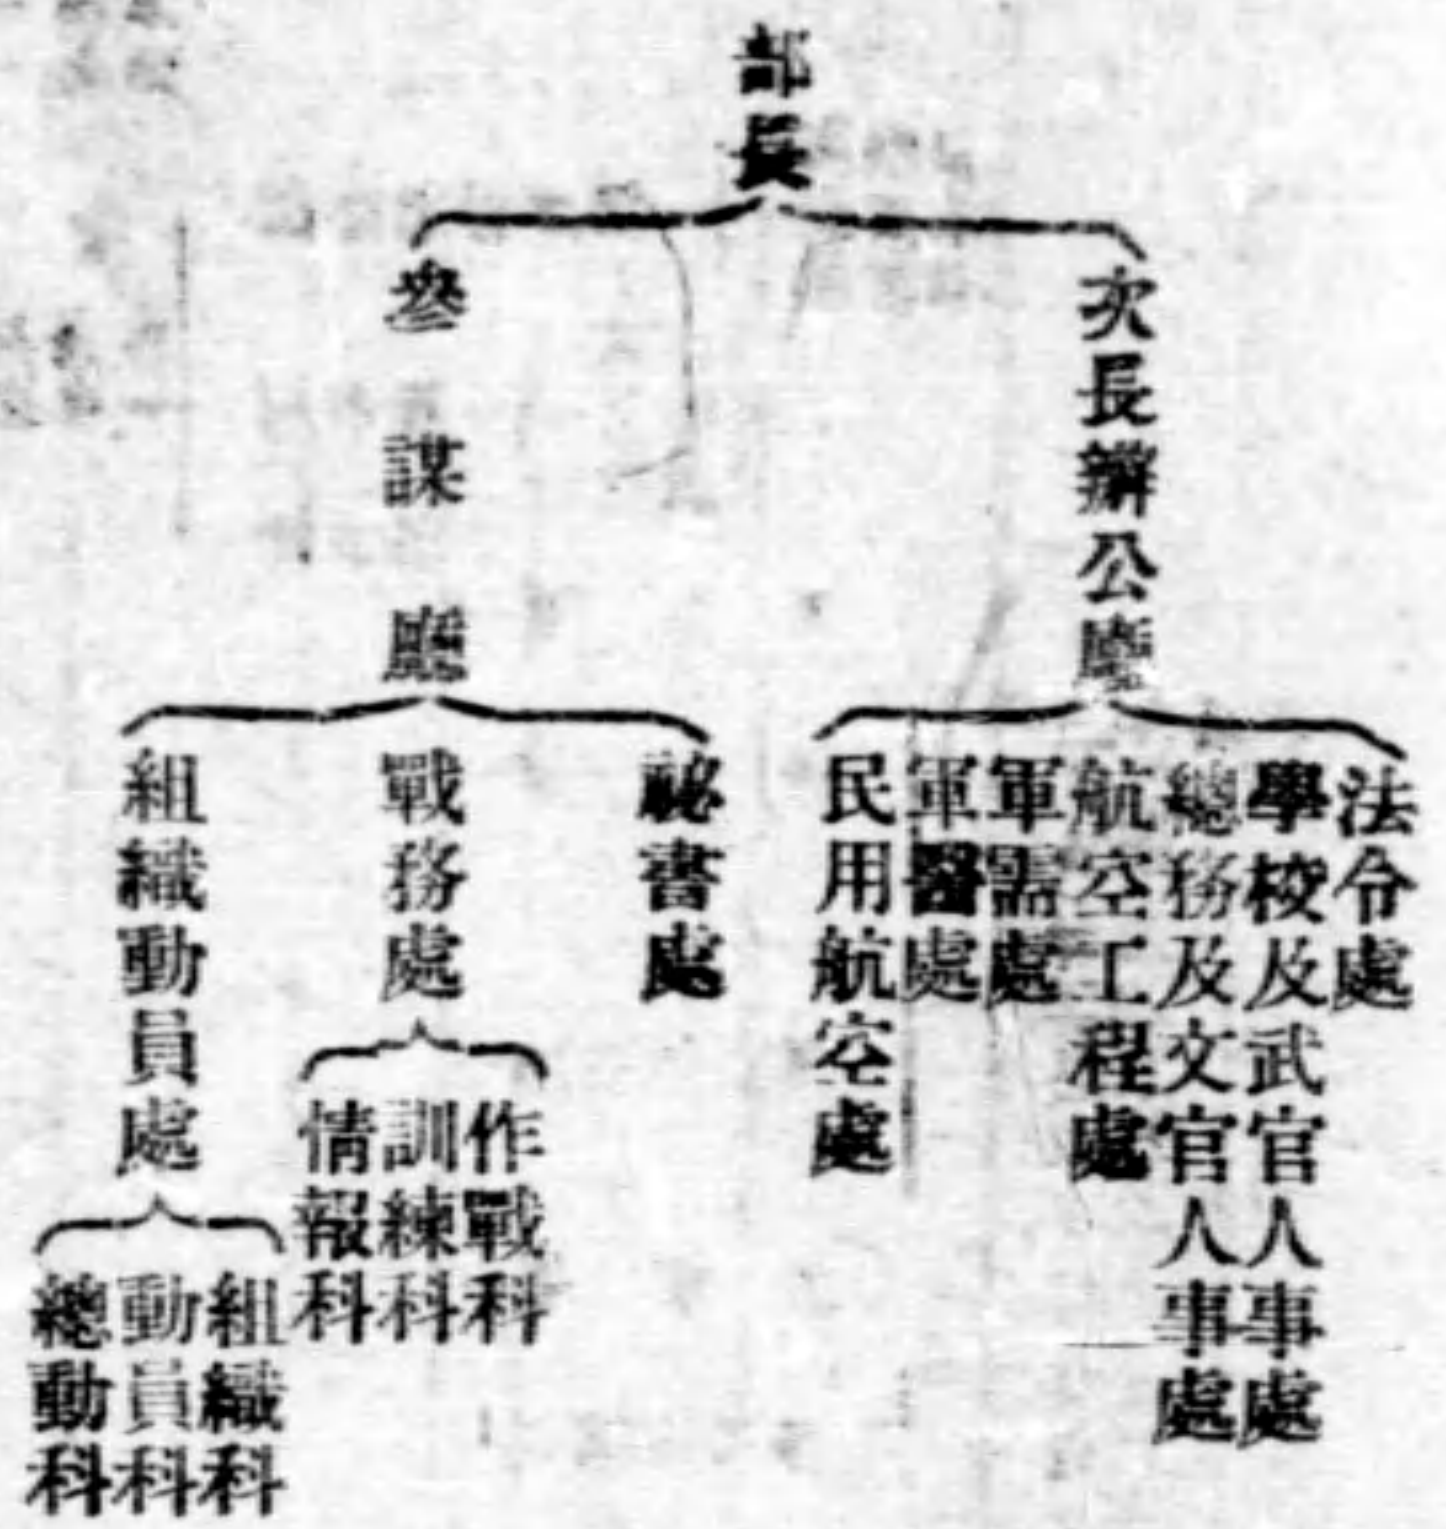 部長
次長辦公廳
法令處
學校及武官人事處
總務及文官人事處
航空工程處
軍需處
軍醫處
民用航空處
參謀廳
秘書處
戰務處
作戰科
訓練科
情報科
組織動員處
組織科
動員科
總動科